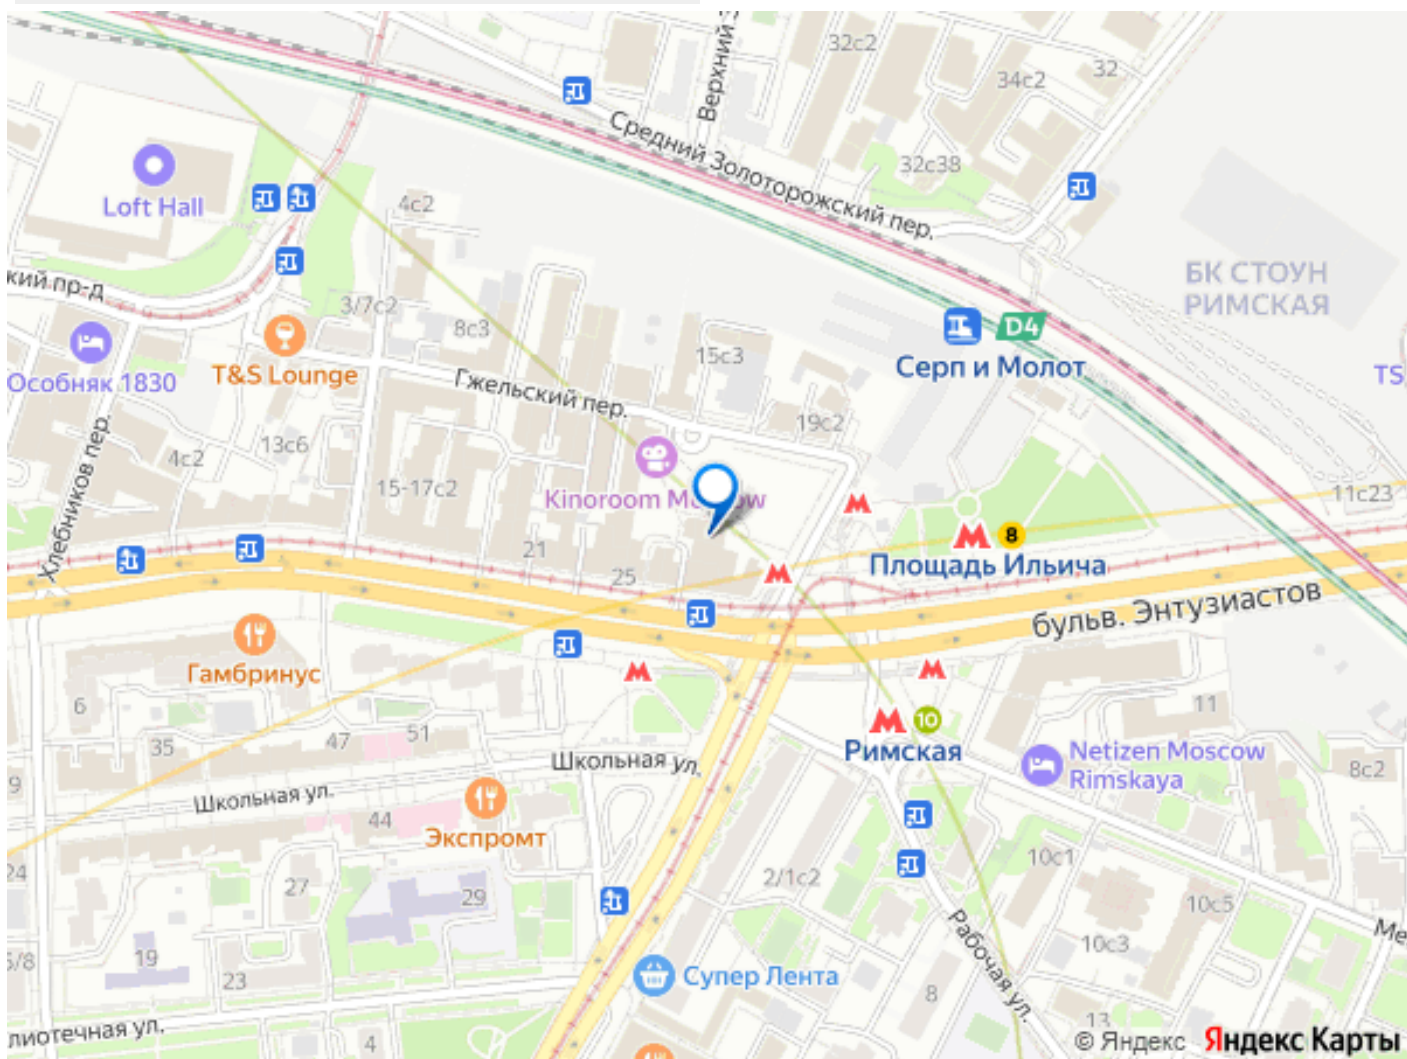 32с2
32
34с2
Верхний
Средний Золоторожский пер.
32с38
Loft Hall
4с2
кий пр-д
БК СТОУН
РИМСКАЯ
3/7с2
8с3
D4
Серп и Молот
15с3
TS
Особняк 1830
T&S Lounge
Гжельский пер.
19с2
Хлебников пер.
13с6
4с2
15-17с2
Kinoroom Moscow
11с23
8
Площадь Ильича
21
25
бульв. Энтузиастов
Гамбринус
6
35
47
51
11
10
Римская
Netizen Moscow
Rimskaya
8с2
Школьная ул.
Школьная ул.
9
44
Экспромт
24
27
29
2/1с2
10с1
10с5
Ме
5/8
19
23
10с3
Рабочая ул.
Супер Лента
8
лиотечная ул.
4
13
© Яндекс Яндекс Карты